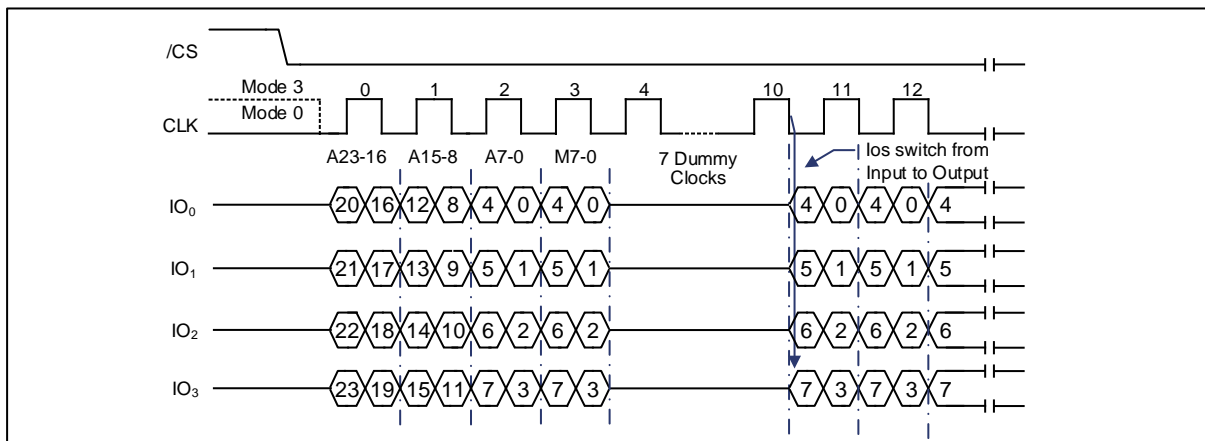 /CS
Mode 3
Mode 0
CLK
0 1 2 3 4 10 11 12
A23-16 A15-8 A7-0 M7-0
7 Dummy
Clocks
Ios switch from
Input to Output
IO0 20 16 12 8 4 0 4 0 4 0 4 0 4
IO1 21 17 13 9 5 1 5 1 5 1 5 1 5
IO2 22 18 14 10 6 2 6 2 6 2 6 2 6
IO3 23 19 15 11 7 3 7 3 7 3 7 3 7